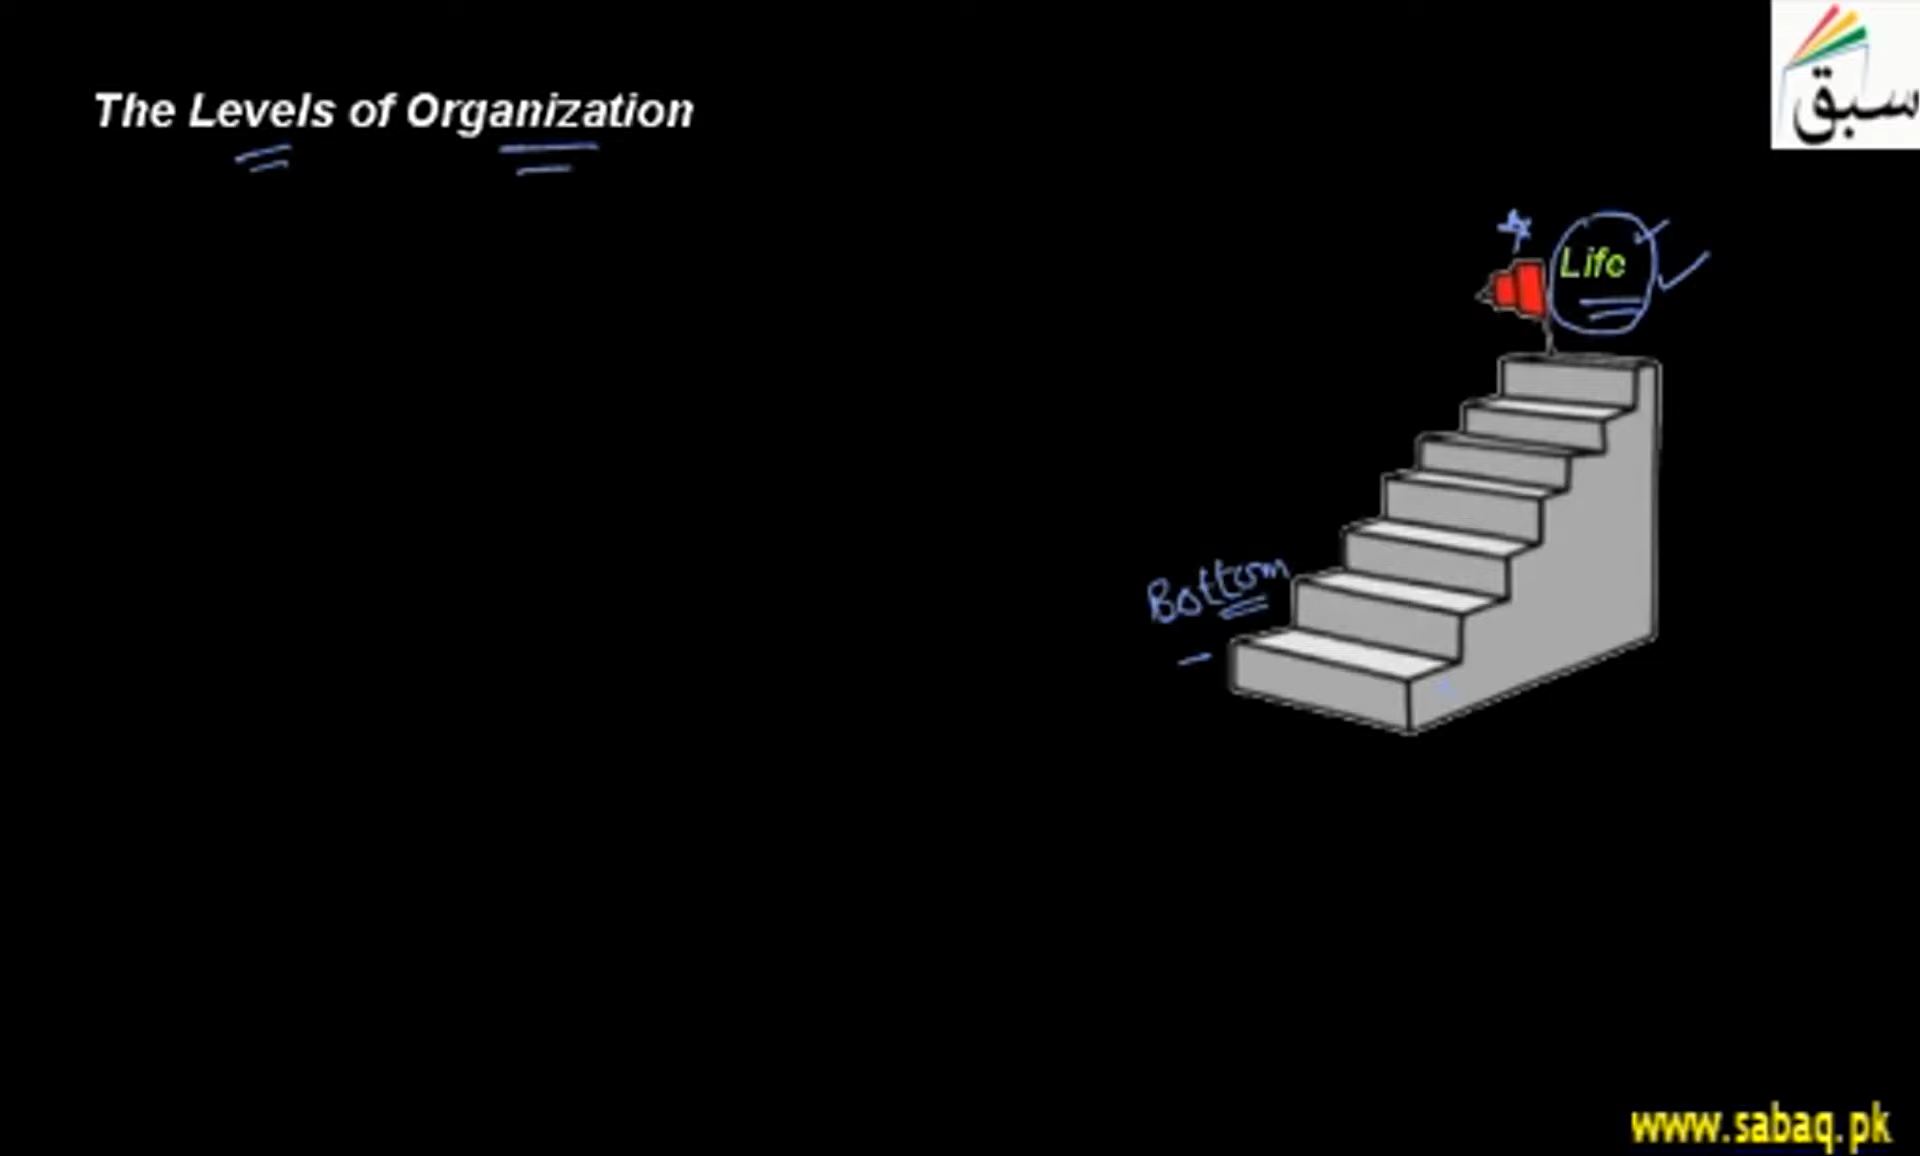 The Levels of Organization
سبق
Life
Bottom
www.sabaq.pk